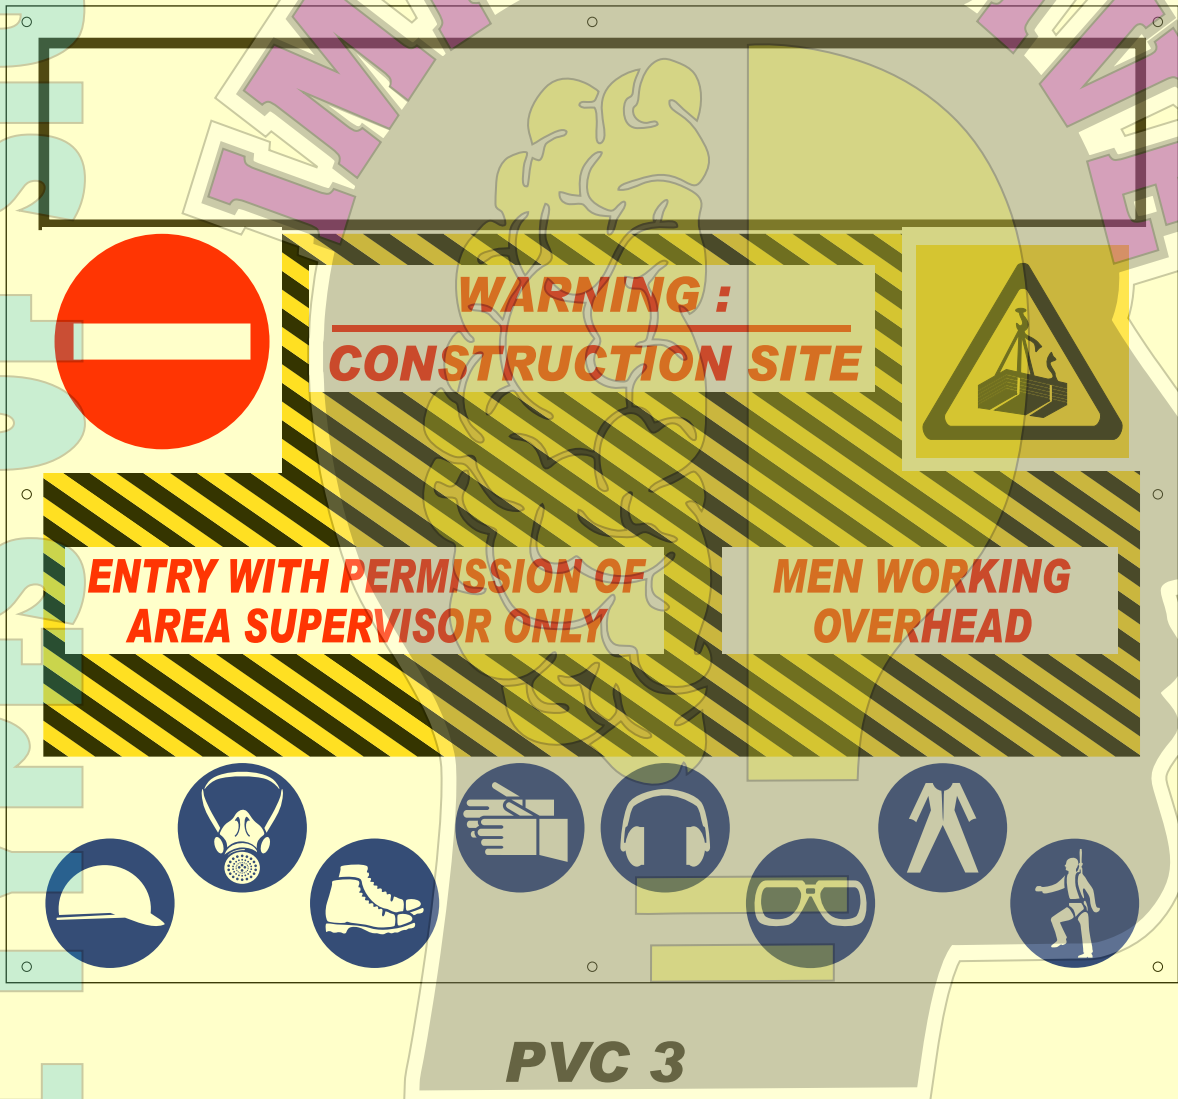 WARNING :
CONSTRUCTION SITE
ENTRY WITH PERMISSION OF
AREA SUPERVISOR ONLY
MEN WORKING
OVERHEAD
PVC 3